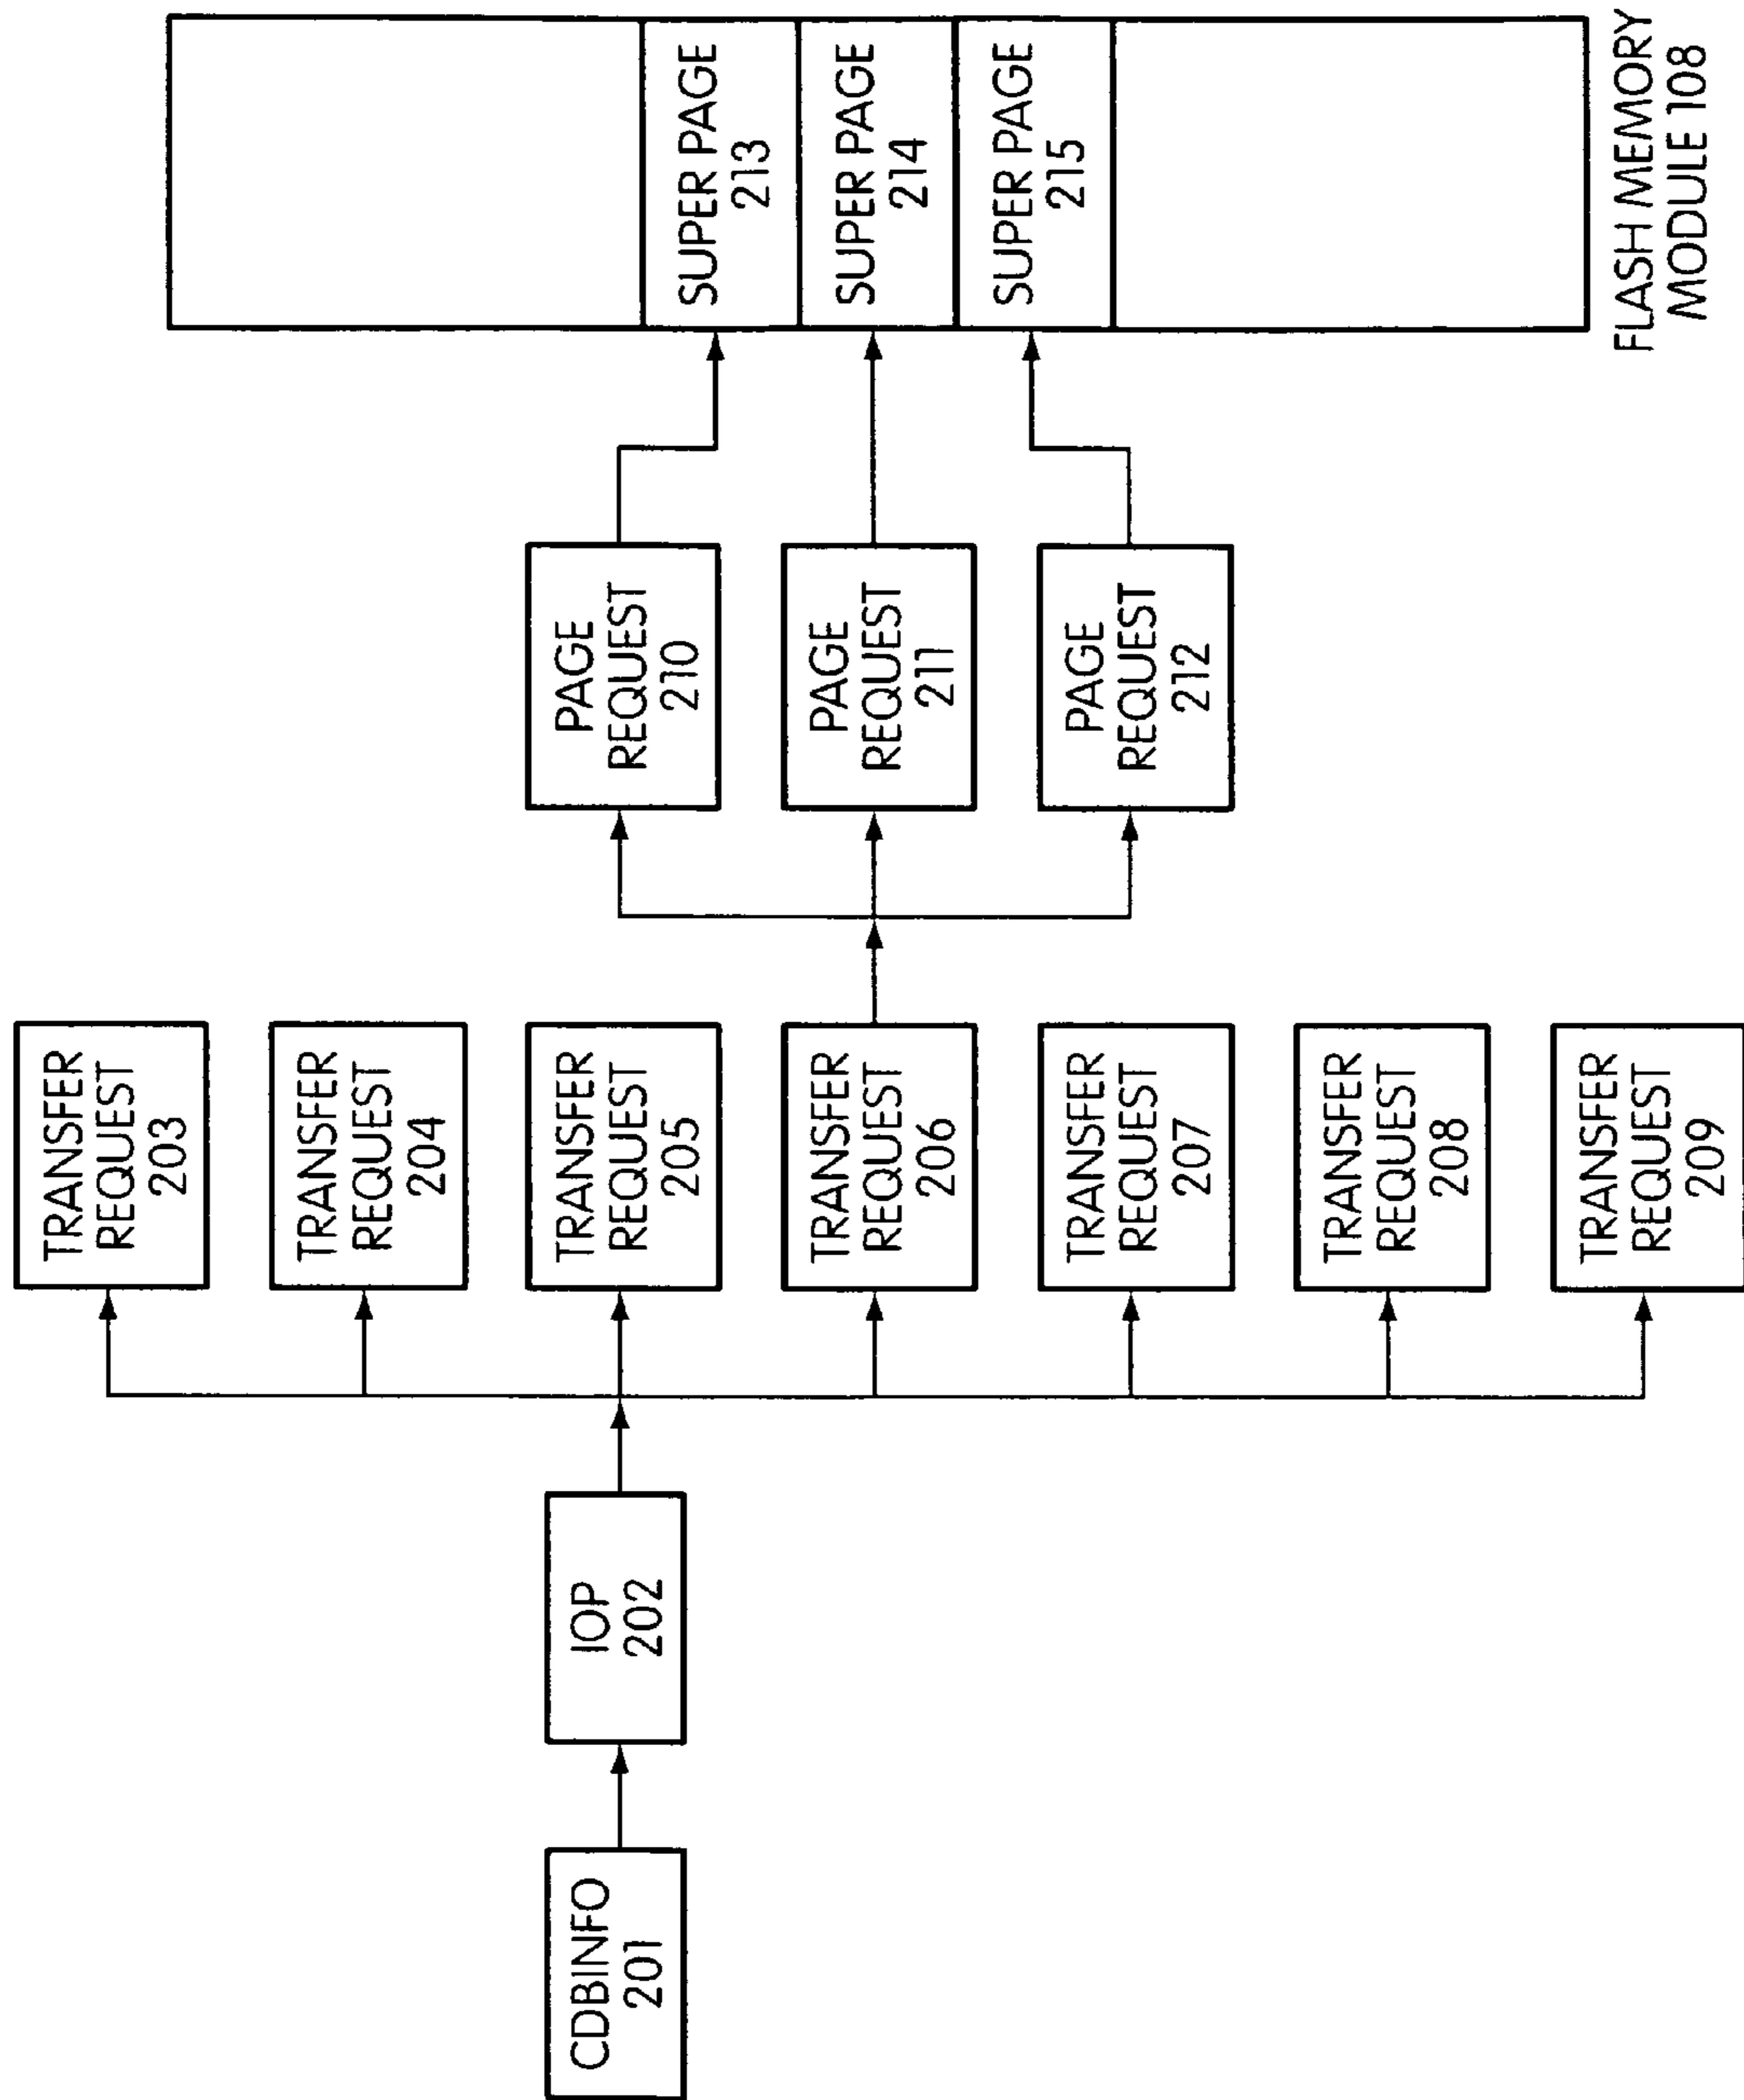 CDBINFO
201
IOP
202
TRANSFER
REQUEST
203
TRANSFER
REQUEST
204
TRANSFER
REQUEST
205
TRANSFER
REQUEST
206
TRANSFER
REQUEST
207
TRANSFER
REQUEST
208
TRANSFER
REQUEST
209
PAGE
REQUEST
210
PAGE
REQUEST
211
PAGE
REQUEST
212
SUPER PAGE
213
SUPER PAGE
214
SUPER PAGE
215
FLASH MEMORY
MODULE 108